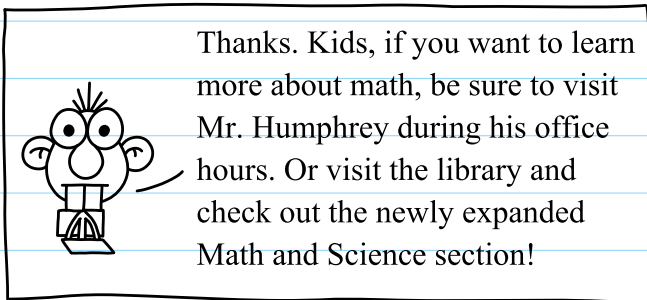 Thanks. Kids, if you want to learn
more about math, be sure to visit
Mr. Humphrey during his office
hours. Or visit the library and
check out the newly expanded
Math and Science section!